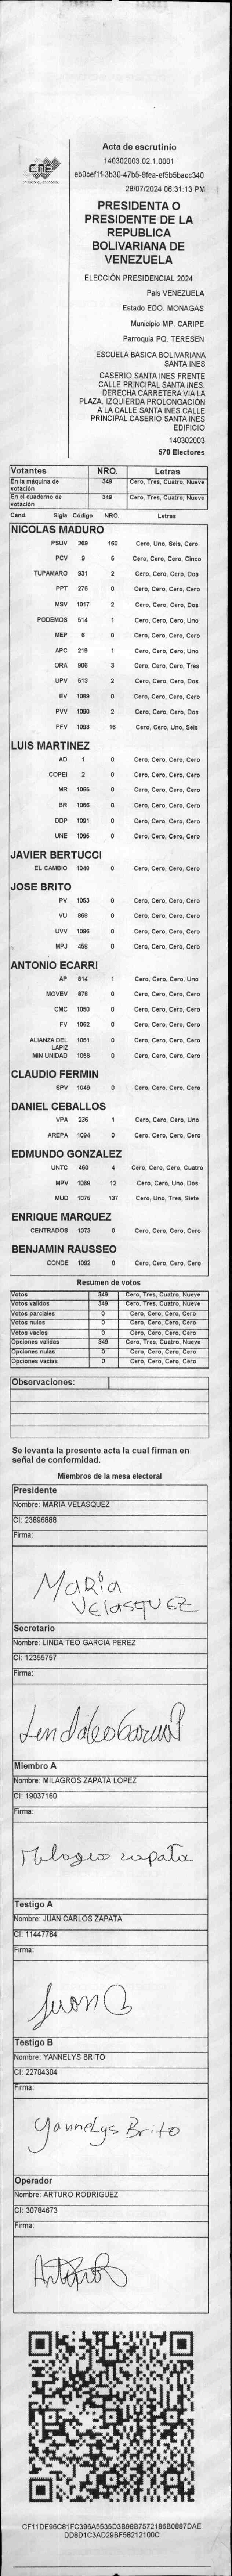 CNE
Acta de escrutinio
140302003.02.1.0001
eb0cef1f-3b30-47b5-9fea-ef5b5bacc340
28/07/2024 06:31:13 PM
PRESIDENTA O
PRESIDENTE DE LA
REPUBLICA
BOLIVARIANA DE
VENEZUELA
ELECCIÓN PRESIDENCIAL 2024
País VENEZUELA
Estado EDO. MONAGAS
Municipio MP. CARIPE
Parroquia PQ. TERESEN
ESCUELA BASICA BOLIVARIANA
SANTA INES
CASERIO SANTA INES FRENTE
CALLE PRINCIPAL SANTA INES.
DERECHA CARRETERA VIA LA
PLAZA. IZQUIERDA PROLONGACIÓN
A LA CALLE SANTA INES CALLE
PRINCIPAL CASERIO SANTA INES
EDIFICIO
140302003
570 Electores
Votantes NRO. Letras
En la máquina de votación 349 Cero, Tres, Cuatro, Nueve
En el cuaderno de votación 349 Cero, Tres, Cuatro, Nueve
Cand. Sigla Código NRO. Letras
NICOLAS MADURO
PSUV 269 160 Cero, Uno, Seis, Cero
PCV 9 5 Cero, Cero, Cero, Cinco
TUPAMARO 931 2 Cero, Cero, Cero, Dos
PPT 276 0 Cero, Cero, Cero, Cero
MSV 1017 2 Cero, Cero, Cero, Dos
PODEMOS 514 1 Cero, Cero, Cero, Uno
MEP 6 0 Cero, Cero, Cero, Cero
APC 219 1 Cero, Cero, Cero, Uno
ORA 906 3 Cero, Cero, Cero, Tres
UPV 513 2 Cero, Cero, Cero, Dos
EV 1089 0 Cero, Cero, Cero, Cero
PVV 1090 2 Cero, Cero, Cero, Dos
PFV 1093 16 Cero, Cero, Uno, Seis
LUIS MARTINEZ
AD 1 0 Cero, Cero, Cero, Cero
COPEI 2 0 Cero, Cero, Cero, Cero
MR 1065 0 Cero, Cero, Cero, Cero
BR 1066 0 Cero, Cero, Cero, Cero
DDP 1091 0 Cero, Cero, Cero, Cero
UNE 1095 0 Cero, Cero, Cero, Cero
JAVIER BERTUCCI
EL CAMBIO 1048 0 Cero, Cero, Cero, Cero
JOSE BRITO
PV 1053 0 Cero, Cero, Cero, Cero
VU 868 0 Cero, Cero, Cero, Cero
UVV 1096 0 Cero, Cero, Cero, Cero
MPJ 458 0 Cero, Cero, Cero, Cero
ANTONIO ECARRI
AP 914 1 Cero, Cero, Cero, Uno
MOVEV 978 0 Cero, Cero, Cero, Cero
CMC 1050 0 Cero, Cero, Cero, Cero
FV 1062 0 Cero, Cero, Cero, Cero
ALIANZA DEL LAPIZ 1051 0 Cero, Cero, Cero, Cero
MIN UNIDAD 1088 0 Cero, Cero, Cero, Cero
CLAUDIO FERMIN
SPV 1049 0 Cero, Cero, Cero, Cero
DANIEL CEBALLOS
VPA 236 1 Cero, Cero, Cero, Uno
AREPA 1094 0 Cero, Cero, Cero, Cero
EDMUNDO GONZALEZ
UNTC 460 4 Cero, Cero, Cero, Cuatro
MPV 1069 12 Cero, Cero, Uno, Dos
MUD 1075 137 Cero, Uno, Tres, Siete
ENRIQUE MARQUEZ
CENTRADOS 1073 0 Cero, Cero, Cero, Cero
BENJAMIN RAUSSEO
CONDE 1092 0 Cero, Cero, Cero, Cero
Resumen de votos
Votos 349 Cero, Tres, Cuatro, Nueve
Votos validos 349 Cero, Tres, Cuatro, Nueve
Votos parciales 0 Cero, Cero, Cero, Cero
Votos nulos 0 Cero, Cero, Cero, Cero
Votos vacíos 0 Cero, Cero, Cero, Cero
Opciones válidas 349 Cero, Tres, Cuatro, Nueve
Opciones nulas 0 Cero, Cero, Cero, Cero
Opciones vacías 0 Cero, Cero, Cero, Cero
Observaciones:
Se levanta la presente acta la cual firman en
señal de conformidad.
Miembros de la mesa electoral
Presidente
Nombre: MARIA VELASQUEZ
CI: 23896888
Firma:
MaRia
VElasquEZ
Secretario
Nombre: LINDA TEO GARCIA PEREZ
CI: 12355757
Firma:
Miembro A
Nombre: MILAGROS ZAPATA LOPEZ
CI: 19037160
Firma:
Milagros zapata
Testigo A
Nombre: JUAN CARLOS ZAPATA
CI: 11447784
Firma:
Juan
Testigo B
Nombre: YANNELYS BRITO
CI: 22704304
Firma:
Yannelys Brito
Operador
Nombre: ARTURO RODRIGUEZ
CI: 30784673
Firma:
CF11DE96C81FC396A5535D3B98B7572186B0887DAE
DD8D1C3AD29BF58212100C